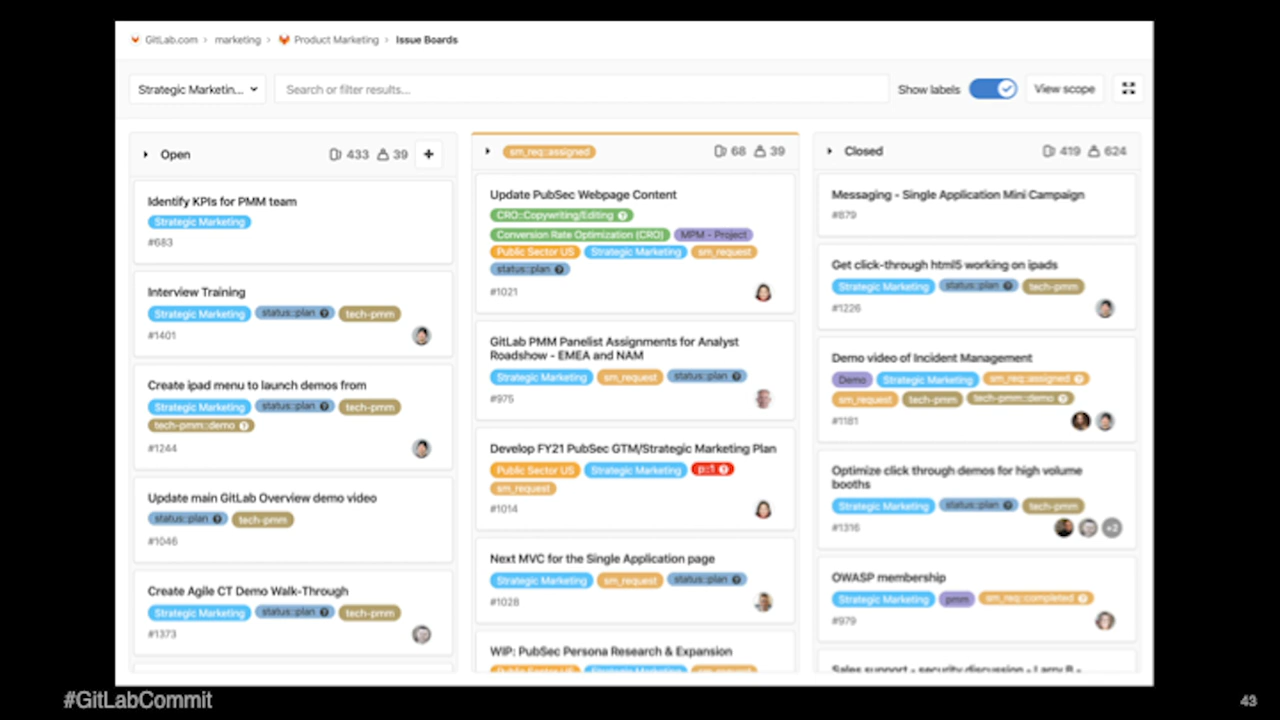 GitLab.com › marketing › Product Marketing › Issue Boards
Strategic Marketin... Search or filter results... Show labels View scope
Open 433 39 +
Identify KPIs for PMM team
Strategic Marketing
#683
Interview Training
Strategic Marketing status::plan tech-pmm
#1401
Create ipad menu to launch demos from
Strategic Marketing status::plan tech-pmm
tech-pmm::demo
#1244
Update main GitLab Overview demo video
status::plan tech-pmm
#1046
Create Agile CT Demo Walk-Through
Strategic Marketing status::plan tech-pmm
#1373
sm_req::assigned 68 39
Update PubSec Webpage Content
CRO::Copywriting/Editing
Conversion Rate Optimization (CRO) MPM - Project
Public Sector US Strategic Marketing sm_request
status::plan
#1021
GitLab PMM Panelist Assignments for Analyst
Roadshow - EMEA and NAM
Strategic Marketing sm_request status::plan
#975
Develop FY21 PubSec GTM/Strategic Marketing Plan
Public Sector US Strategic Marketing p::1
sm_request
#1014
Next MVC for the Single Application page
Strategic Marketing sm_request status::plan
#1028
WIP: PubSec Persona Research & Expansion
Public Sector US Strategic Marketing sm_request
Closed 419 624
Messaging - Single Application Mini Campaign
#879
Get click-through html5 working on ipads
Strategic Marketing status::plan tech-pmm
#1226
Demo video of Incident Management
Demo Strategic Marketing sm_req::assigned
sm_request tech-pmm tech-pmm::demo
#1181
Optimize click through demos for high volume
booths
Strategic Marketing status::plan tech-pmm
#1316 +2
OWASP membership
Strategic Marketing pmm sm_req::completed
#979
Sales support - security discussion - Larry B -
#GitLabCommit
43